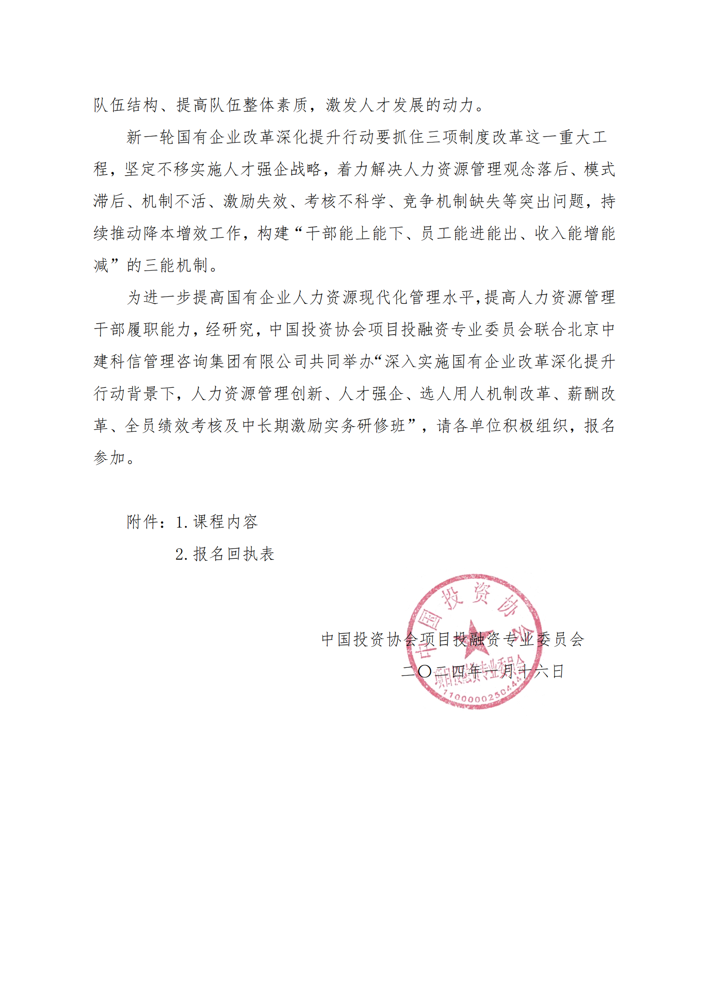 队伍结构、提高队伍整体素质，激发人才发展的动力。
新一轮国有企业改革深化提升行动要抓住三项制度改革这一重大工
程，坚定不移实施人才强企战略，着力解决人力资源管理观念落后、模式
滞后、机制不活、激励失效、考核不科学、竞争机制缺失等突出问题，持
续推动降本增效工作，构建“干部能上能下、员工能进能出、收入能增能
减”的三能机制。
为进一步提高国有企业人力资源现代化管理水平，提高人力资源管理
干部履职能力，经研究，中国投资协会项目投融资专业委员会联合北京中
建科信管理咨询集团有限公司共同举办“深入实施国有企业改革深化提升
行动背景下，人力资源管理创新、人才强企、选人用人机制改革、薪酬改
革、全员绩效考核及中长期激励实务研修班”，请各单位积极组织，报名
参加。
附件：1.课程内容
2.报名回执表
中国投资协会
中国投资协会项目投融资专业委员会
二〇二四年一月十六日
项目投融资专业委员会
1100000250444